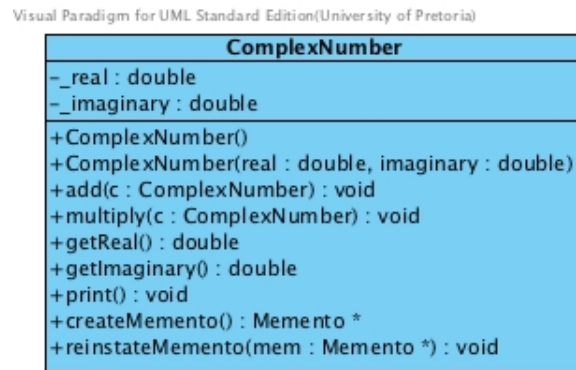 Visual Paradigm for UML Standard Edition(University of Pretoria)
ComplexNumber
-_real : double
-_imaginary : double
+ComplexNumber()
+ComplexNumber(real : double, imaginary : double)
+add(c : ComplexNumber) : void
+multiply(c : ComplexNumber) : void
+getReal() : double
+getImaginary() : double
+print() : void
+createMemento() : Memento *
+reinstateMemento(mem : Memento *) : void